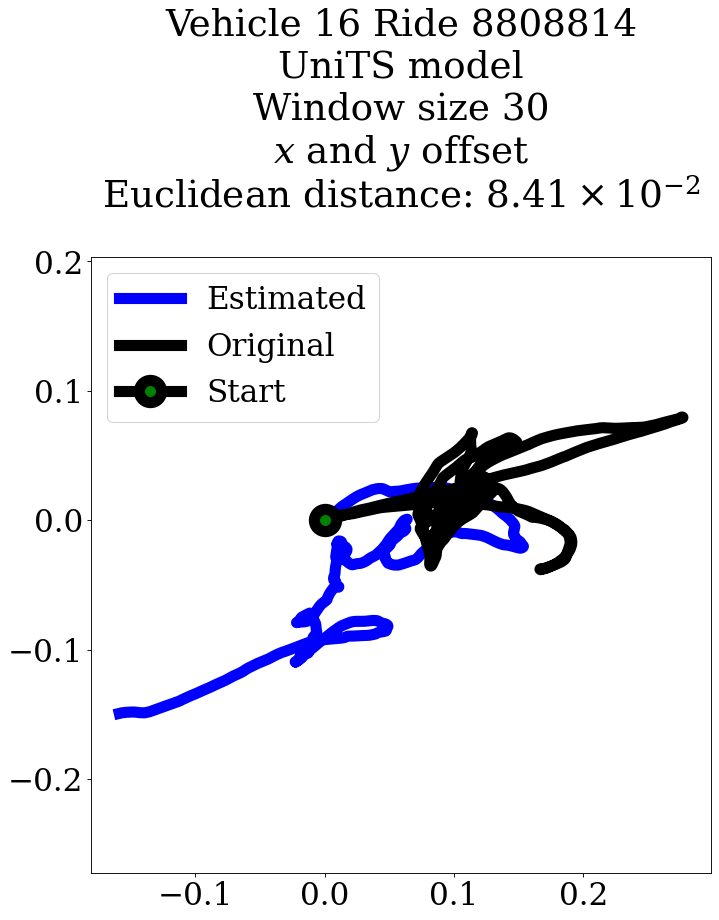 Vehicle 16 Ride 8808814
UniTS model
Window size 30
x and y offset
Euclidean distance: 8.41 × 10⁻²
0.2
Estimated
Original
Start
0.1
0.0
−0.1
−0.2
−0.1 0.0 0.1 0.2